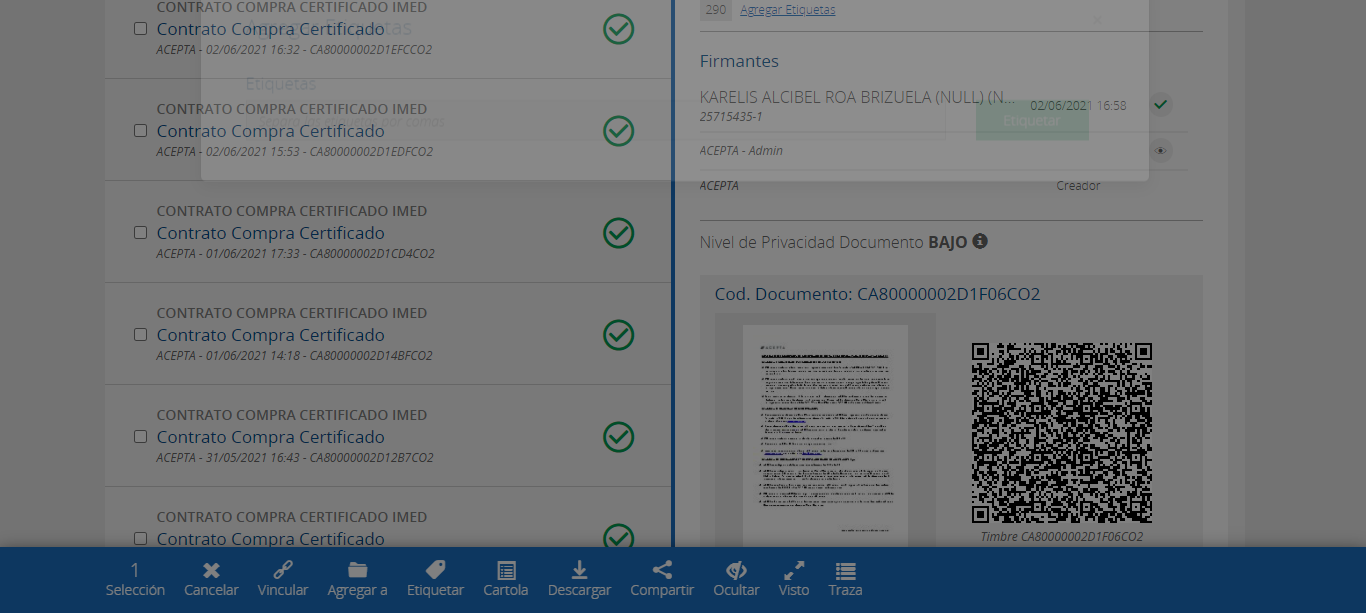 CONTRATO COMPRA CERTIFICADO IMED
Contrato Compra Certificado
ACEPTA - 02/06/2021 16:32 - CA80000002D1EFCCO2
CONTRATO COMPRA CERTIFICADO IMED
Contrato Compra Certificado
ACEPTA - 02/06/2021 15:53 - CA80000002D1EDFCO2
CONTRATO COMPRA CERTIFICADO IMED
Contrato Compra Certificado
ACEPTA - 01/06/2021 17:33 - CA80000002D1CD4CO2
CONTRATO COMPRA CERTIFICADO IMED
Contrato Compra Certificado
ACEPTA - 01/06/2021 14:18 - CA80000002D14BFCO2
CONTRATO COMPRA CERTIFICADO IMED
Contrato Compra Certificado
ACEPTA - 31/05/2021 16:43 - CA80000002D12B7CO2
CONTRATO COMPRA CERTIFICADO IMED
Contrato Compra Certificado
Agregar Etiquetas
Etiquetas
Separa las etiquetas por comas
Etiquetar
290 Agregar Etiquetas
Firmantes
KARELIS ALCIBEL ROA BRIZUELA (NULL) (N... 02/06/2021 16:58
25715435-1
ACEPTA - Admin
ACEPTA Creador
Nivel de Privacidad Documento BAJO
Cod. Documento: CA80000002D1F06CO2
Timbre CA80000002D1F06CO2
1
Selección Cancelar Vincular Agregar a Etiquetar Cartola Descargar Compartir Ocultar Visto Traza